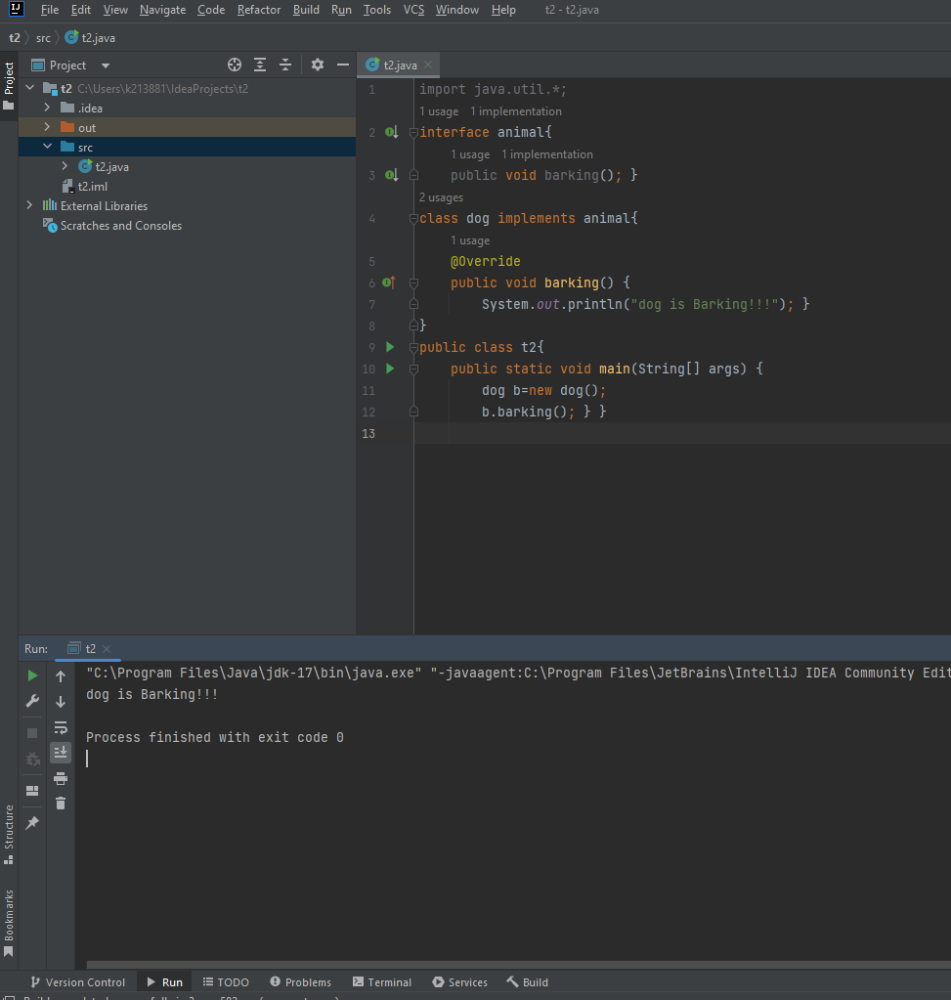 File Edit View Navigate Code Refactor Build Run Tools VCS Window Help t2 - t2.java
t2 src t2.java
Project
Project
t2 C:\Users\k213881\IdeaProjects\t2
.idea
out
src
t2.java
t2.iml
External Libraries
Scratches and Consoles
t2.java
1 import java.util.*;
1 usage 1 implementation
2 interface animal{
1 usage 1 implementation
3 public void barking(); }
2 usages
4 class dog implements animal{
1 usage
5 @Override
6 public void barking() {
7 System.out.println("dog is Barking!!!"); }
8 }
9 public class t2{
10 public static void main(String[] args) {
11 dog b=new dog();
12 b.barking(); } }
13
Run: t2
"C:\Program Files\Java\jdk-17\bin\java.exe" "-javaagent:C:\Program Files\JetBrains\IntelliJ IDEA Community Edit
dog is Barking!!!
Process finished with exit code 0
Structure
Bookmarks
Version Control Run TODO Problems Terminal Services Build